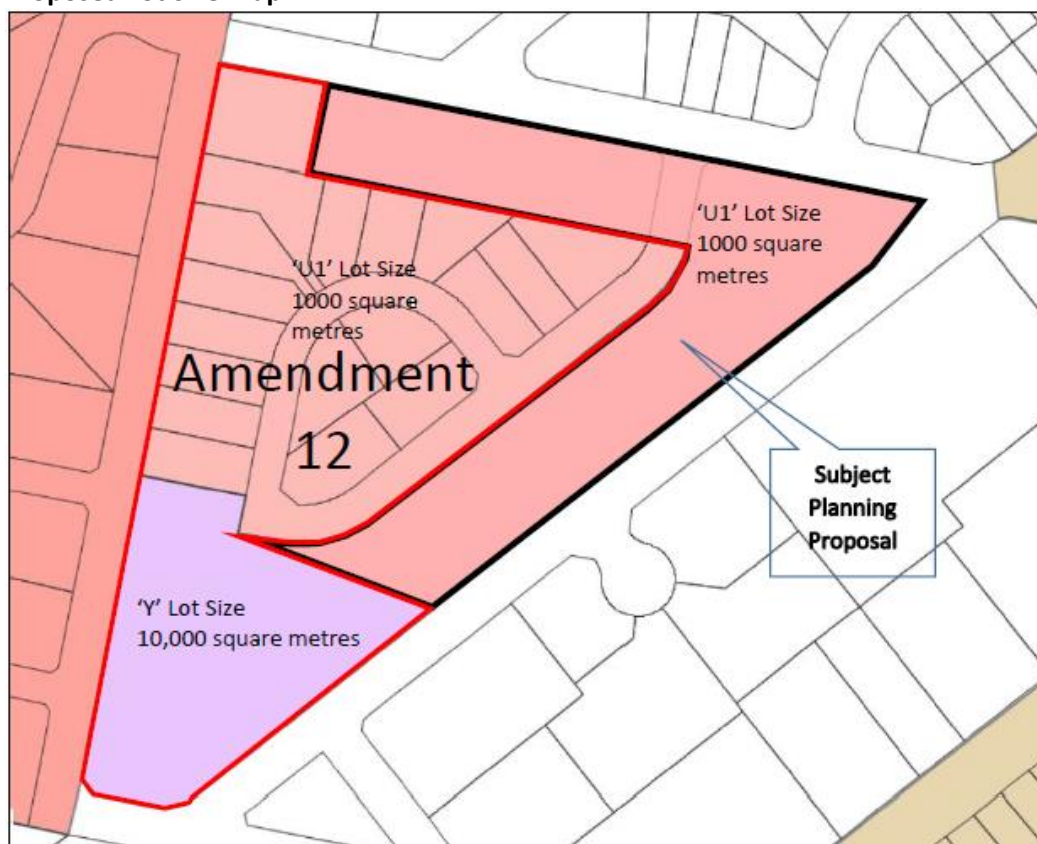 'U1' Lot Size
1000 square
metres
'U1' Lot Size
1000 square
metres
Amendment
12
Subject
Planning
Proposal
'Y' Lot Size
10,000 square metres